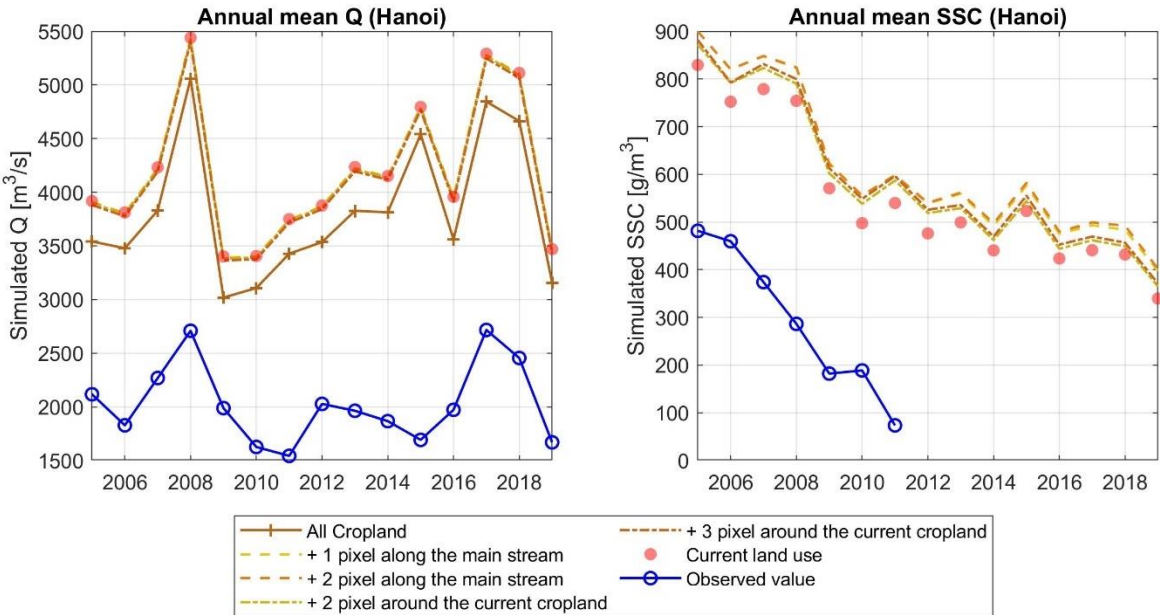 Annual mean Q (Hanoi)
Simulated Q [m³/s]
5500
5000
4500
4000
3500
3000
2500
2000
1500
2006 2008 2010 2012 2014 2016 2018
Annual mean SSC (Hanoi)
Simulated SSC [g/m³]
900
800
700
600
500
400
300
200
100
0
2006 2008 2010 2012 2014 2016 2018
All Cropland
+ 1 pixel along the main stream
+ 2 pixel along the main stream
+ 2 pixel around the current cropland
+ 3 pixel around the current cropland
Current land use
Observed value